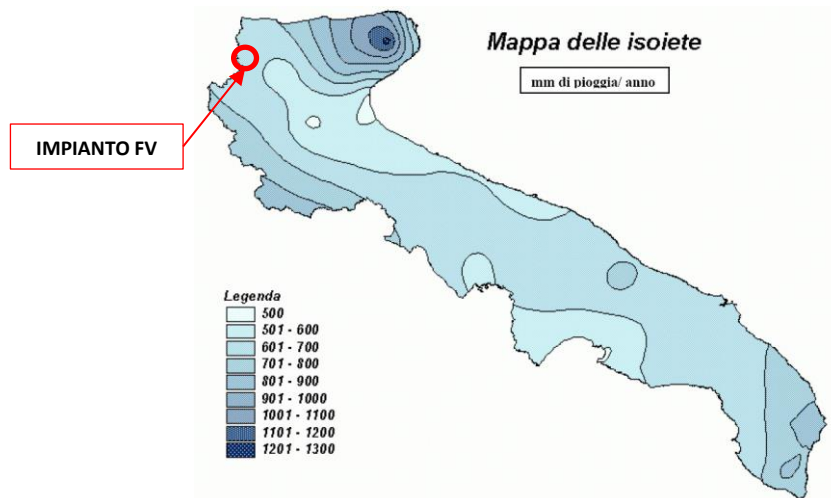 Mappa delle isoiete
mm di pioggia/ anno
IMPIANTO FV
Legenda
500
501 - 600
601 - 700
701 - 800
801 - 900
901 - 1000
1001 - 1100
1101 - 1200
1201 - 1300